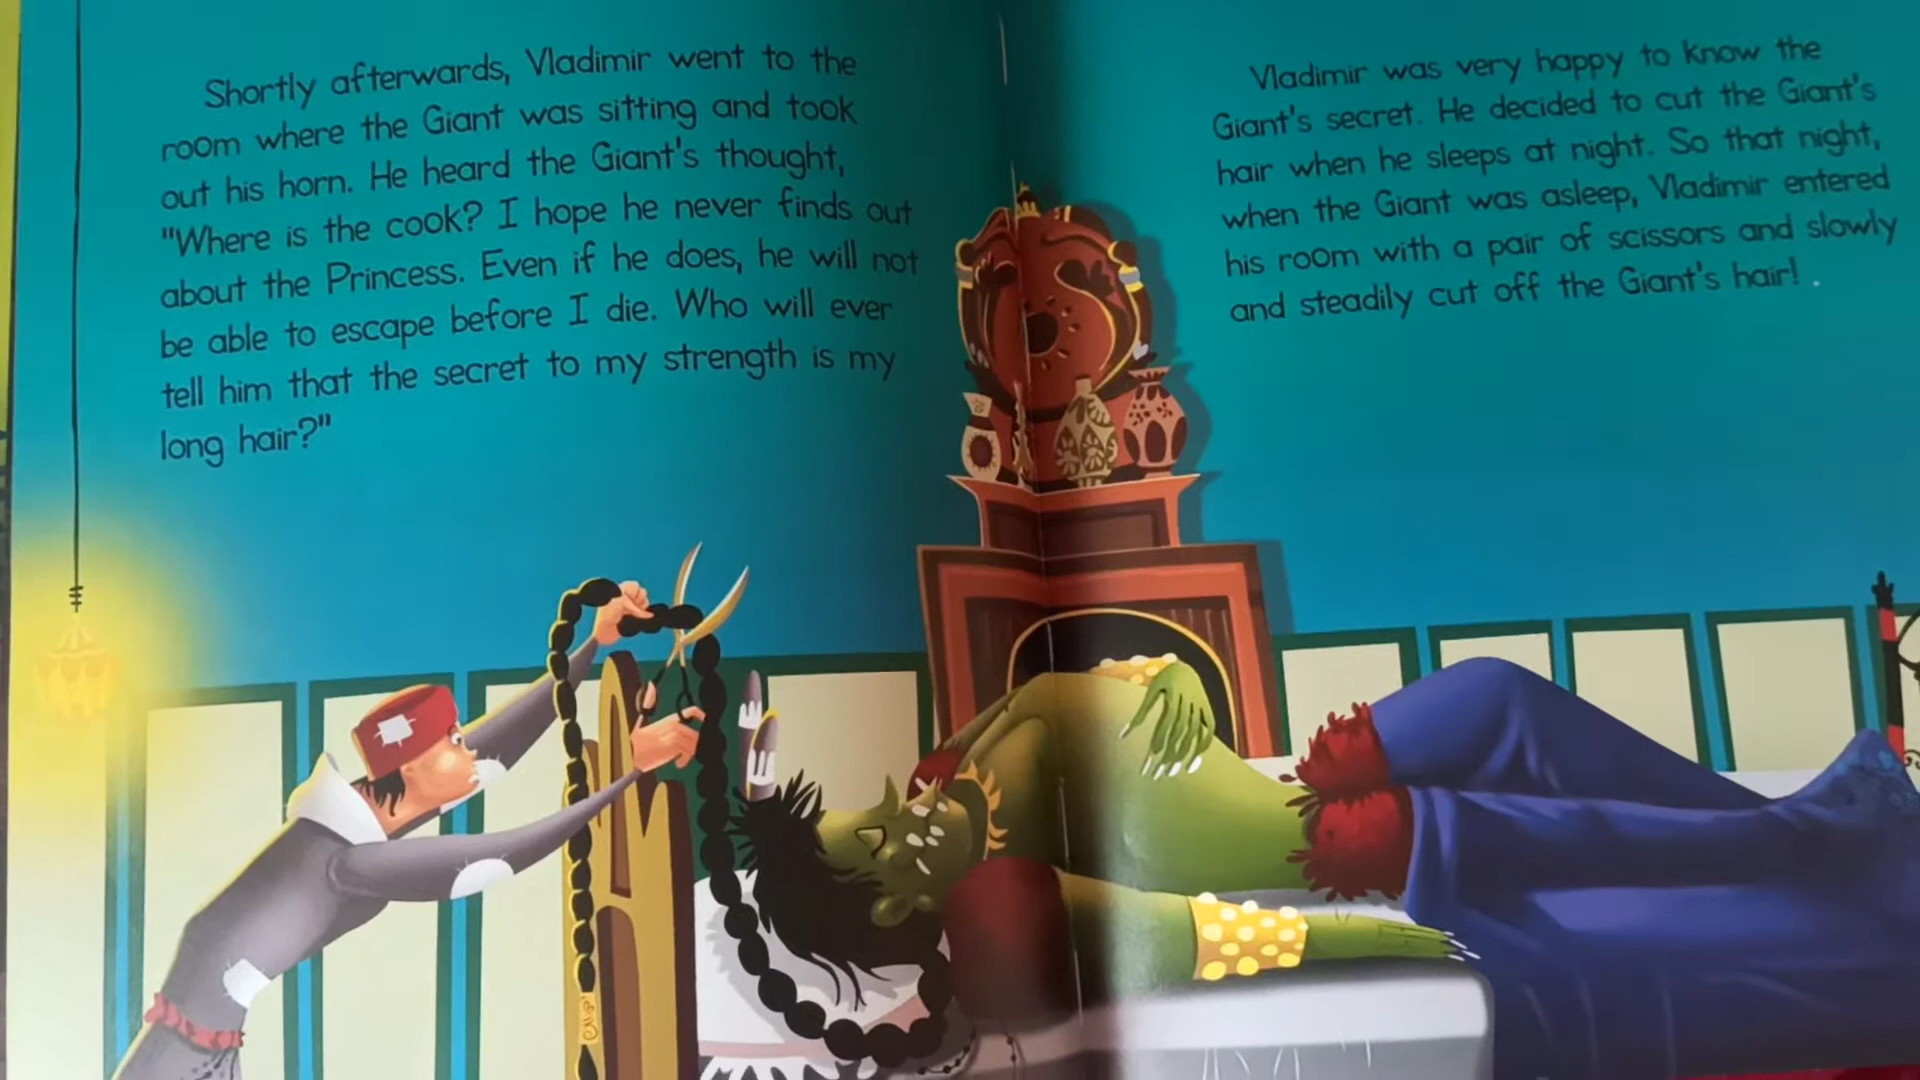 Shortly afterwards, Vladimir went to the
room where the Giant was sitting and took
out his horn. He heard the Giant's thought,
"Where is the cook? I hope he never finds out
about the Princess. Even if he does, he will not
be able to escape before I die. Who will ever
tell him that the secret to my strength is my
long hair?"
Vladimir was very happy to know the
Giant's secret. He decided to cut the Giant's
hair when he sleeps at night. So that night,
when the Giant was asleep, Vladimir entered
his room with a pair of scissors and slowly
and steadily cut off the Giant's hair!